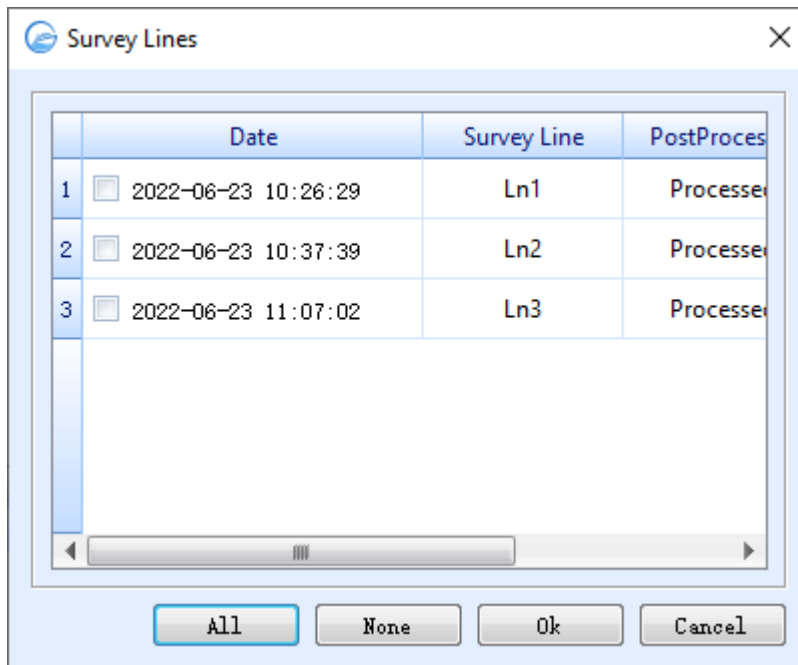 Survey Lines
Date Survey Line PostProces
1 2022-06-23 10:26:29 Ln1 Processe
2 2022-06-23 10:37:39 Ln2 Processe
3 2022-06-23 11:07:02 Ln3 Processe
All None Ok Cancel